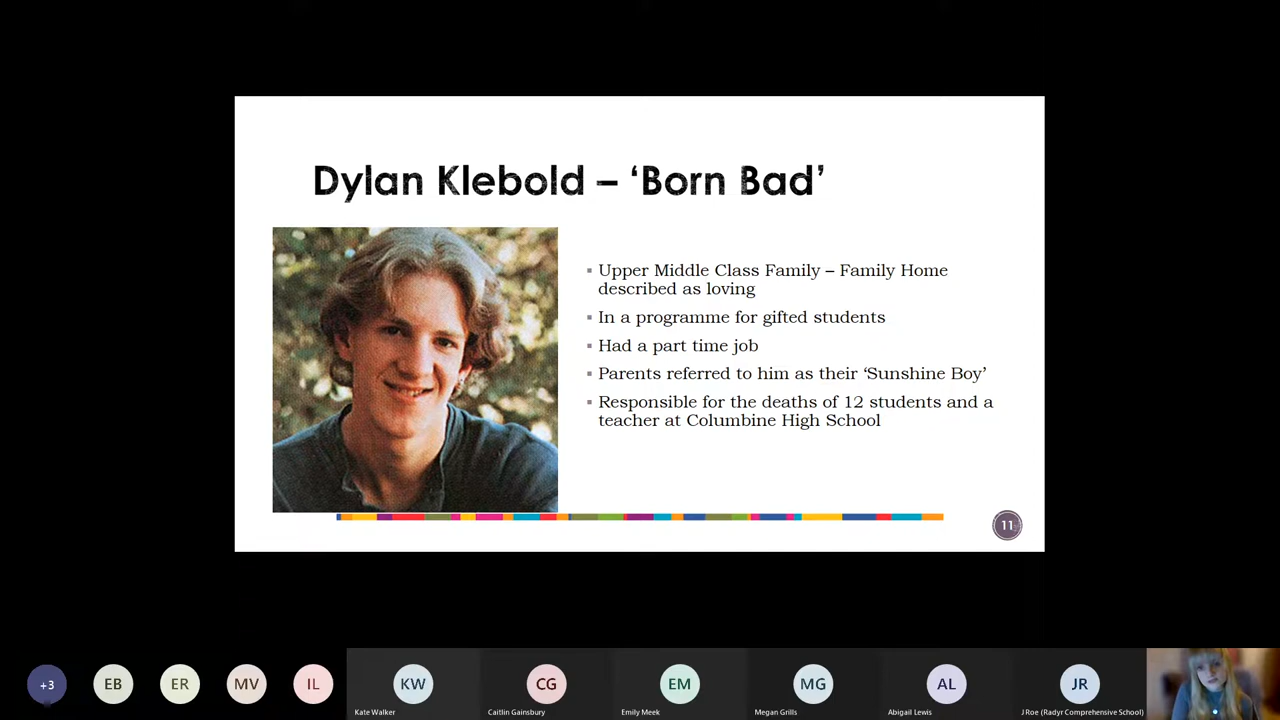 Dylan Klebold – ‘Born Bad’
▪ Upper Middle Class Family – Family Home
described as loving
▪ In a programme for gifted students
▪ Had a part time job
▪ Parents referred to him as their ‘Sunshine Boy’
▪ Responsible for the deaths of 12 students and a
teacher at Columbine High School
11
+3
EB
ER
MV
IL
KW
CG
EM
MG
AL
JR
Kate Walker
Caitlin Gainsbury
Emily Meek
Megan Grills
Abigail Lewis
J Roe (Radyr Comprehensive School)